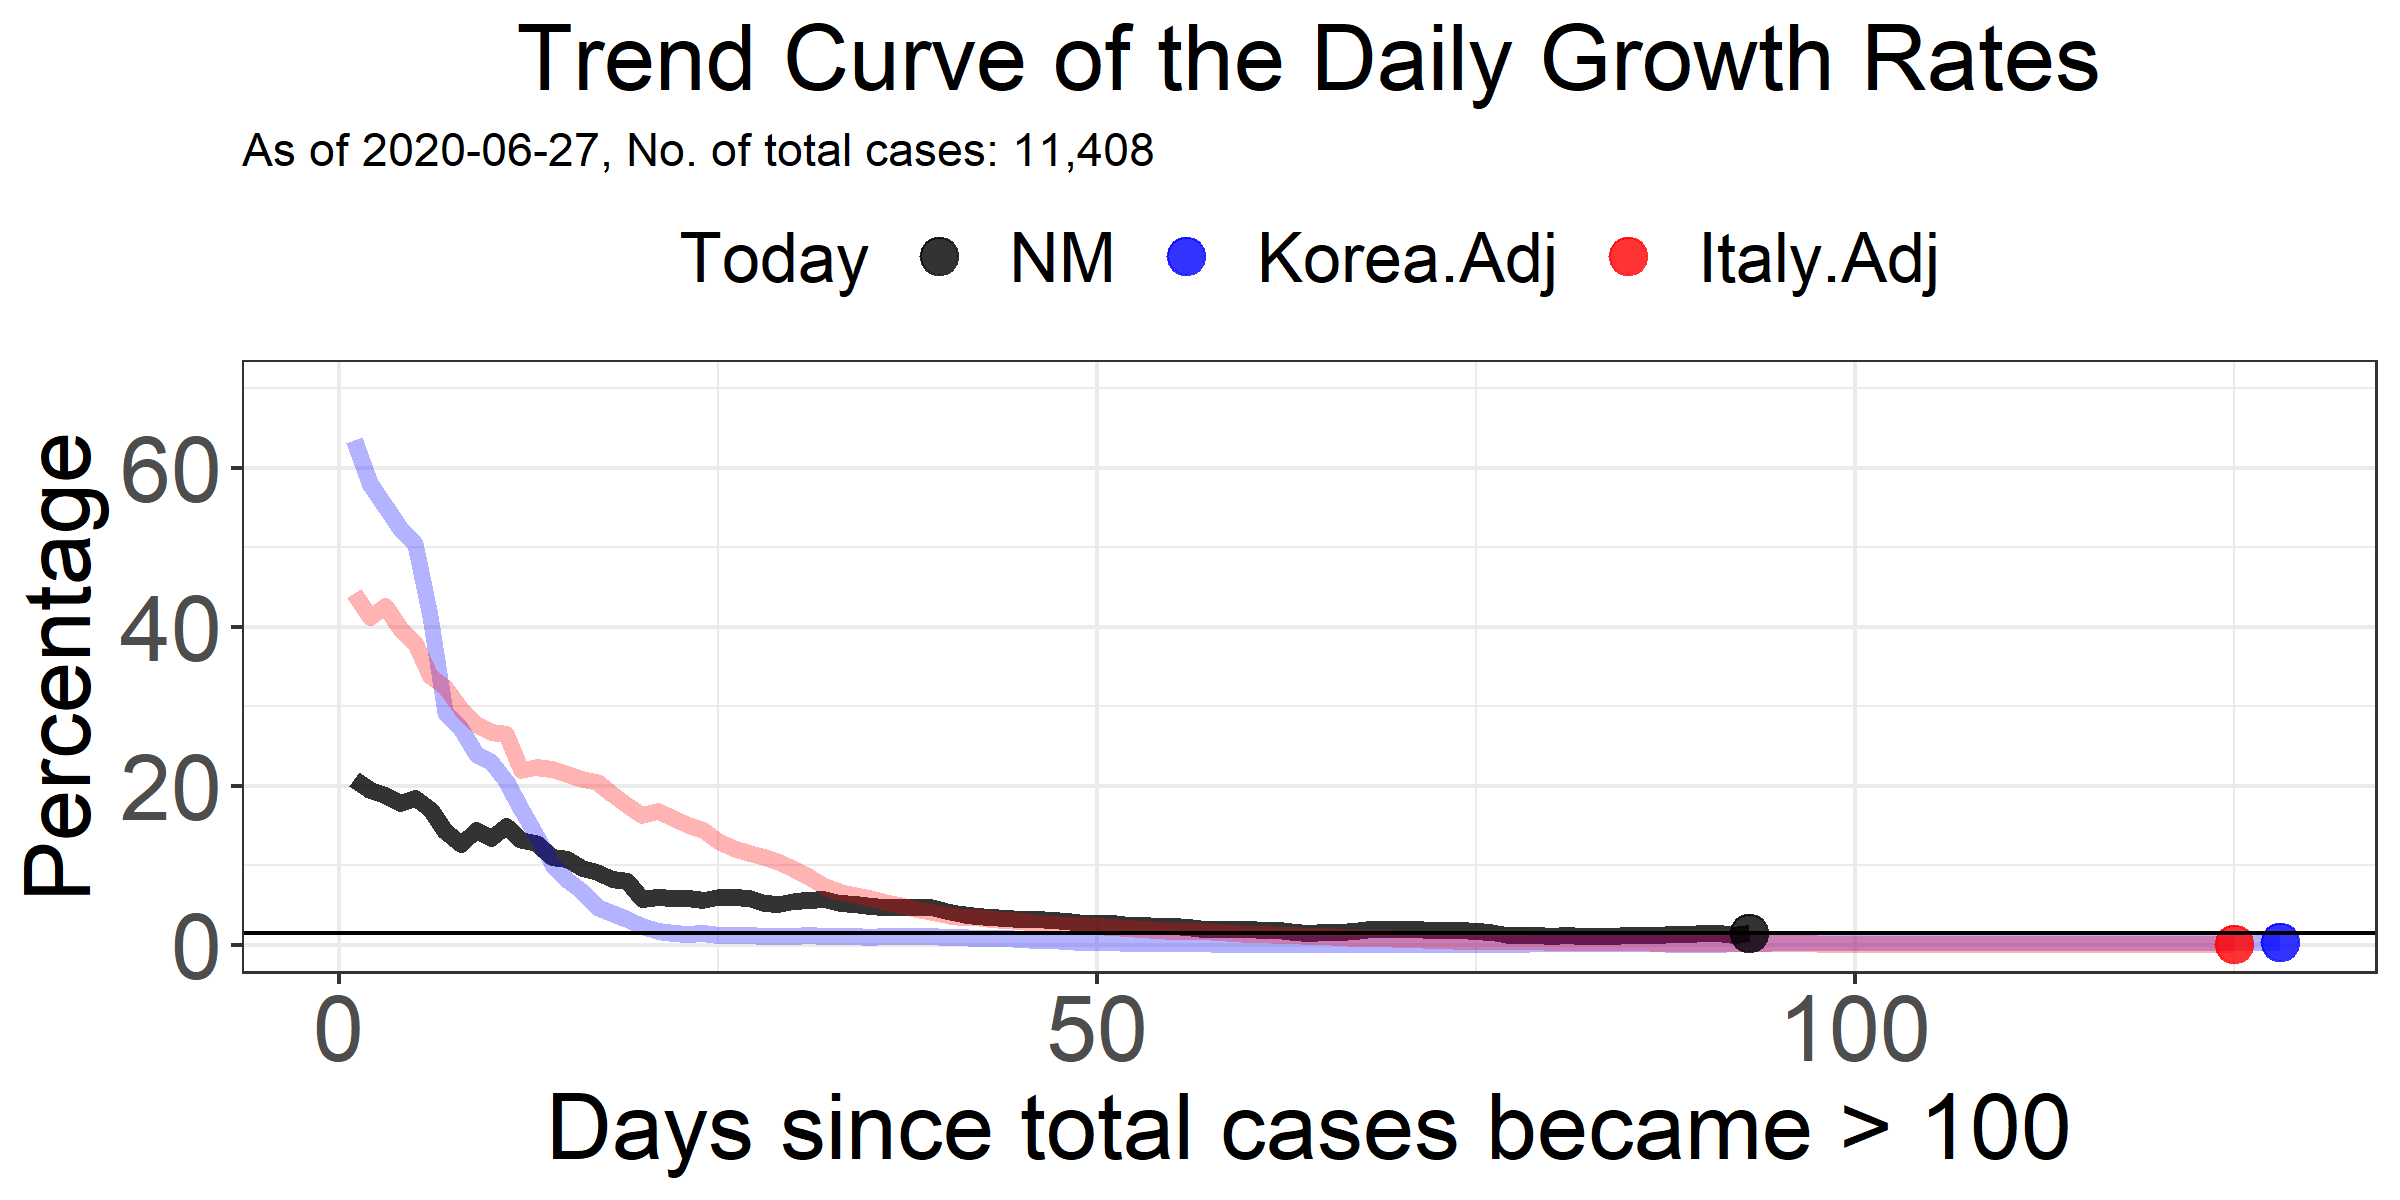 Trend Curve of the Daily Growth Rates
As of 2020-06-27, No. of total cases: 11,408
Today NM Korea.Adj Italy.Adj
Percentage
60
40
20
0
0 50 100
Days since total cases became > 100